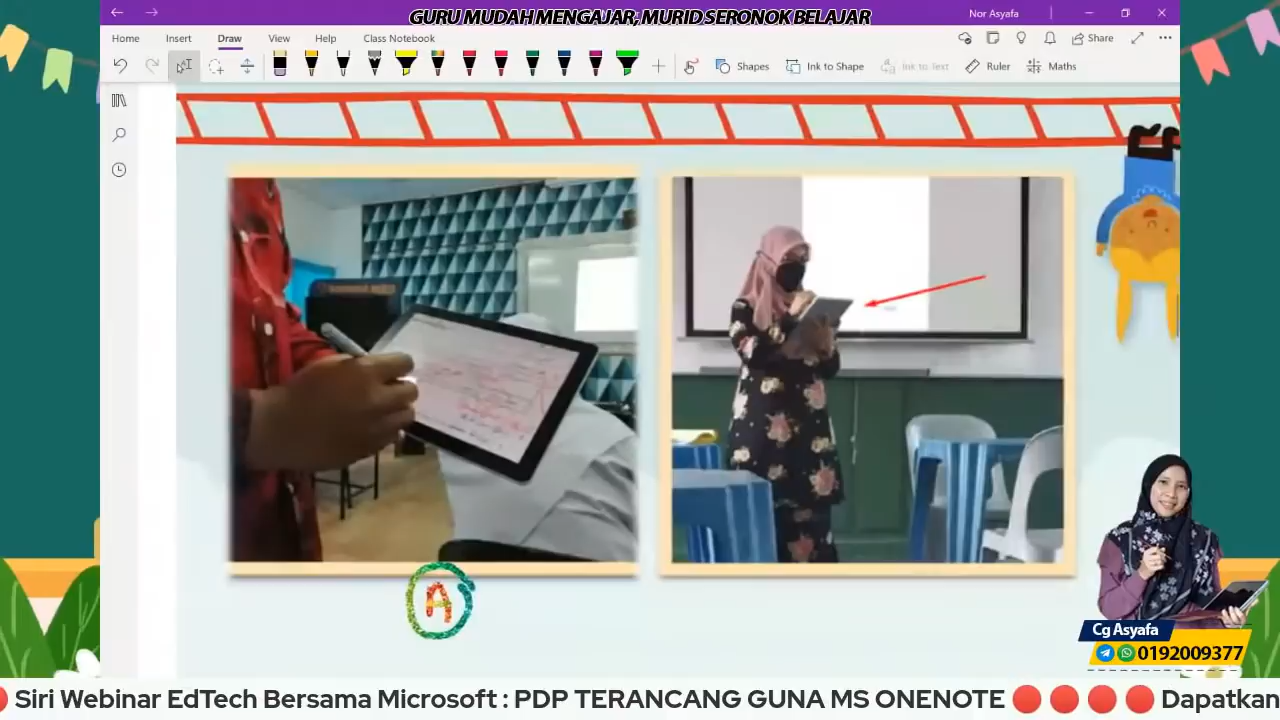 GURU MUDAH MENGAJAR, MURID SERONOK BELAJAR
Nor Asyafa
Home Insert Draw View Help Class Notebook
Share
Shapes Ink to Shape Ink to Text Ruler Maths
A
Cg Asyafa
0192009377
Siri Webinar EdTech Bersama Microsoft : PDP TERANCANG GUNA MS ONENOTE 🔴 🔴 🔴 🔴 Dapatkan